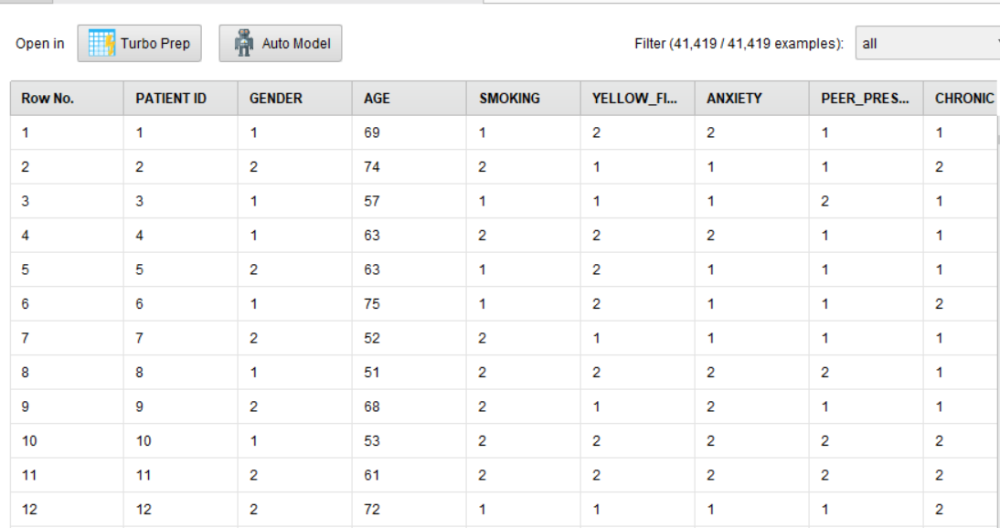 Open in Turbo Prep Auto Model Filter (41,419 / 41,419 examples): all
Row No. PATIENT ID GENDER AGE SMOKING YELLOW_FI... ANXIETY PEER_PRES... CHRONIC
1 1 1 69 1 2 2 1 1
2 2 2 74 2 1 1 1 2
3 3 1 57 1 1 1 2 1
4 4 1 63 2 2 2 1 1
5 5 2 63 1 2 1 1 1
6 6 1 75 1 2 1 1 2
7 7 2 52 2 1 1 1 1
8 8 1 51 2 2 2 2 1
9 9 2 68 2 1 2 1 1
10 10 1 53 2 2 2 2 2
11 11 2 61 2 2 2 2 2
12 12 2 72 1 1 1 1 2